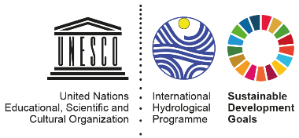 UNESCO
United Nations
Educational, Scientific and
Cultural Organization
International
Hydrological
Programme
Sustainable
Development
Goals